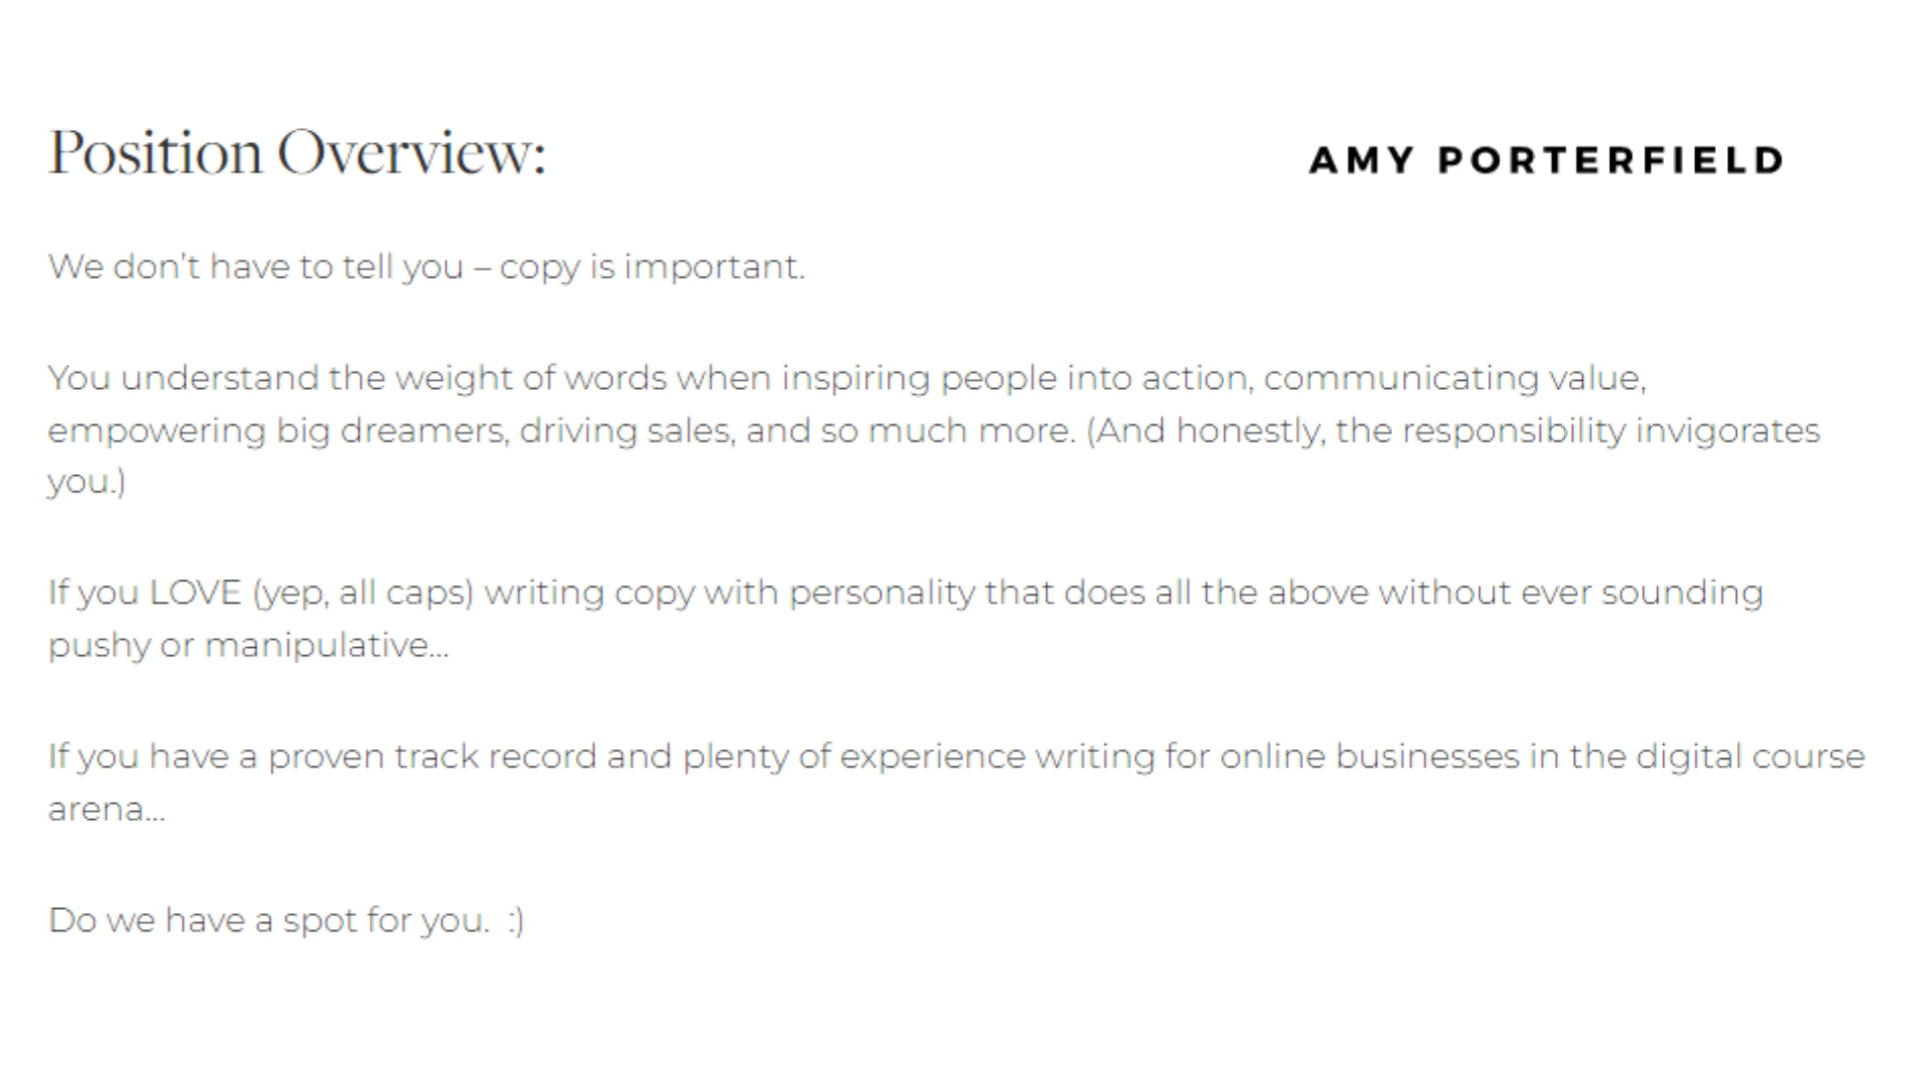 Position Overview:
AMY PORTERFIELD
We don't have to tell you – copy is important.
You understand the weight of words when inspiring people into action, communicating value,
empowering big dreamers, driving sales, and so much more. (And honestly, the responsibility invigorates
you.)
If you LOVE (yep, all caps) writing copy with personality that does all the above without ever sounding
pushy or manipulative...
If you have a proven track record and plenty of experience writing for online businesses in the digital course
arena...
Do we have a spot for you.  :)